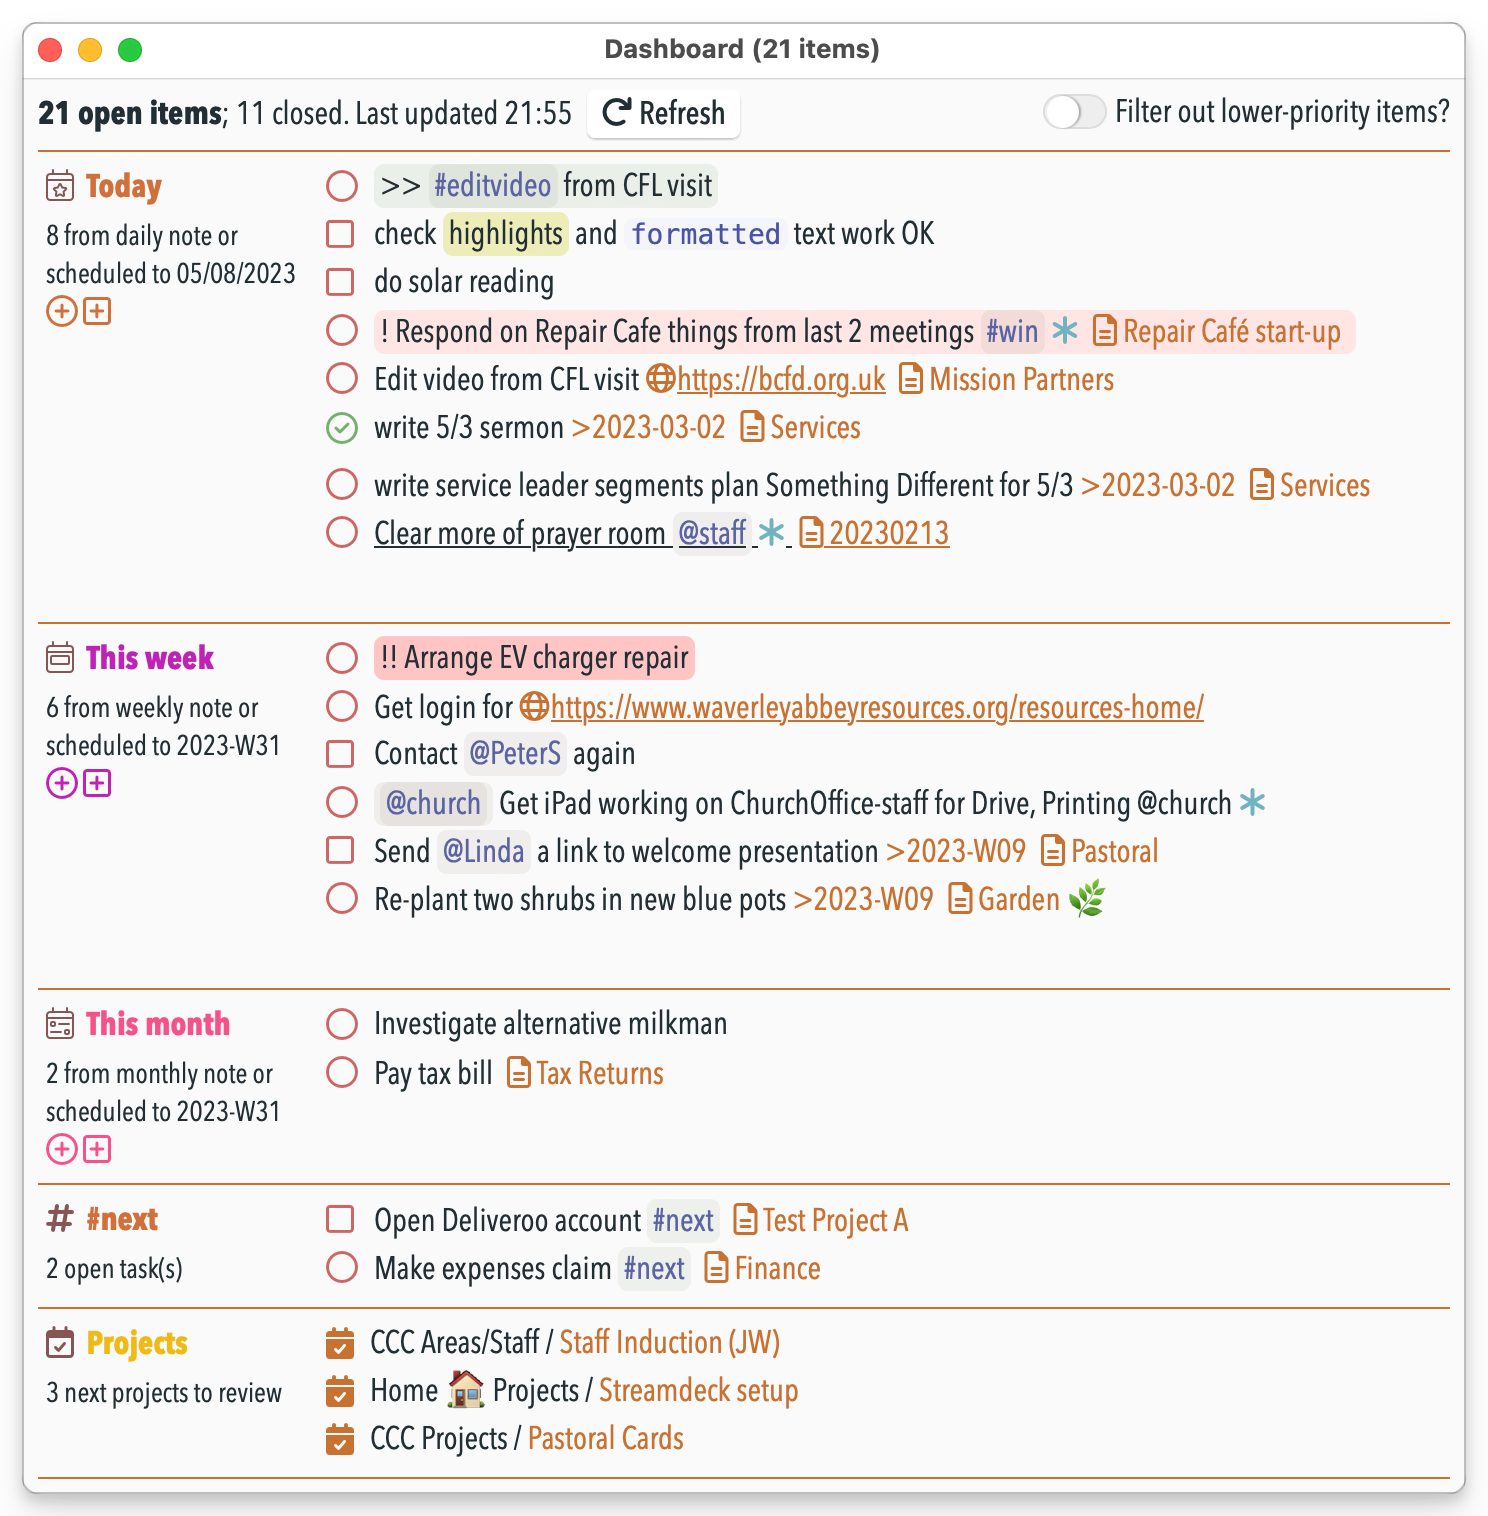 Dashboard (21 items)
21 open items; 11 closed. Last updated 21:55 Refresh Filter out lower-priority items?
Today
8 from daily note or
scheduled to 05/08/2023
>> #editvideo from CFL visit
check highlights and formatted text work OK
do solar reading
! Respond on Repair Cafe things from last 2 meetings #win Repair Café start-up
Edit video from CFL visit https://bcfd.org.uk Mission Partners
write 5/3 sermon >2023-03-02 Services
write service leader segments plan Something Different for 5/3 >2023-03-02 Services
Clear more of prayer room @staff 20230213
This week
6 from weekly note or
scheduled to 2023-W31
!! Arrange EV charger repair
Get login for https://www.waverleyabbeyresources.org/resources-home/
Contact @PeterS again
@church Get iPad working on ChurchOffice-staff for Drive, Printing @church
Send @Linda a link to welcome presentation >2023-W09 Pastoral
Re-plant two shrubs in new blue pots >2023-W09 Garden 🌿
This month
2 from monthly note or
scheduled to 2023-W31
Investigate alternative milkman
Pay tax bill Tax Returns
#next
2 open task(s)
Open Deliveroo account #next Test Project A
Make expenses claim #next Finance
Projects
3 next projects to review
CCC Areas/Staff / Staff Induction (JW)
Home 🏠 Projects / Streamdeck setup
CCC Projects / Pastoral Cards